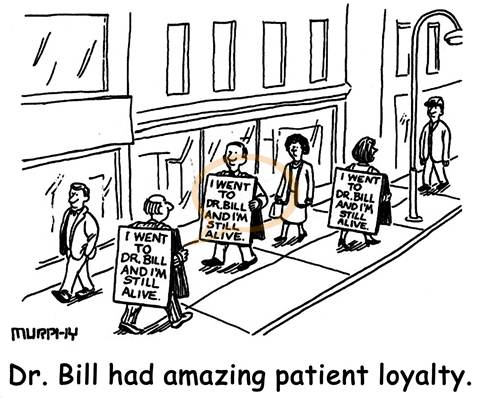 I WENT
TO
DR. BILL
AND I'M
STILL
ALIVE.
I WENT
TO
DR. BILL
AND I'M
STILL
ALIVE.
I WENT
TO
DR. BILL
AND I'M
STILL
ALIVE.
MURPHY
Dr. Bill had amazing patient loyalty.